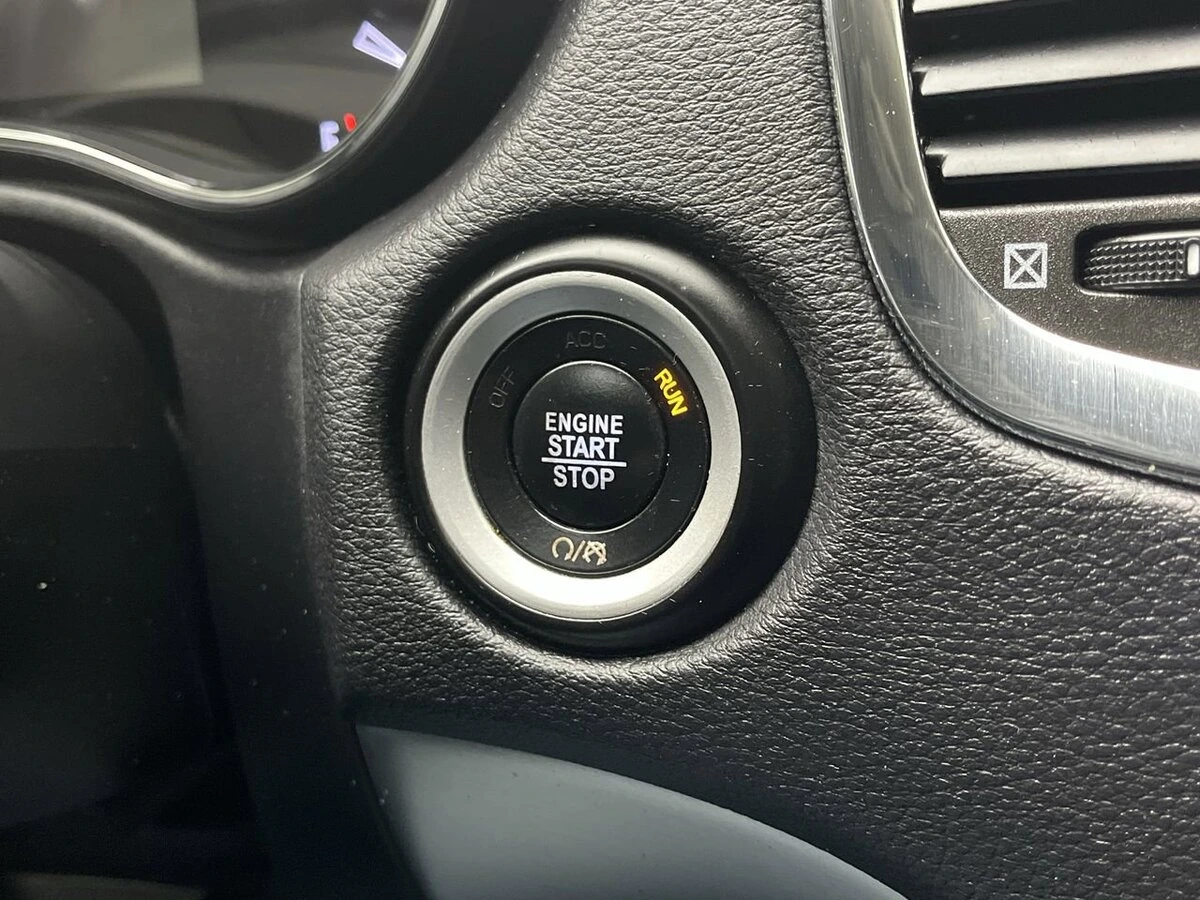 E
ACC
OFF
RUN
ENGINE
START
STOP